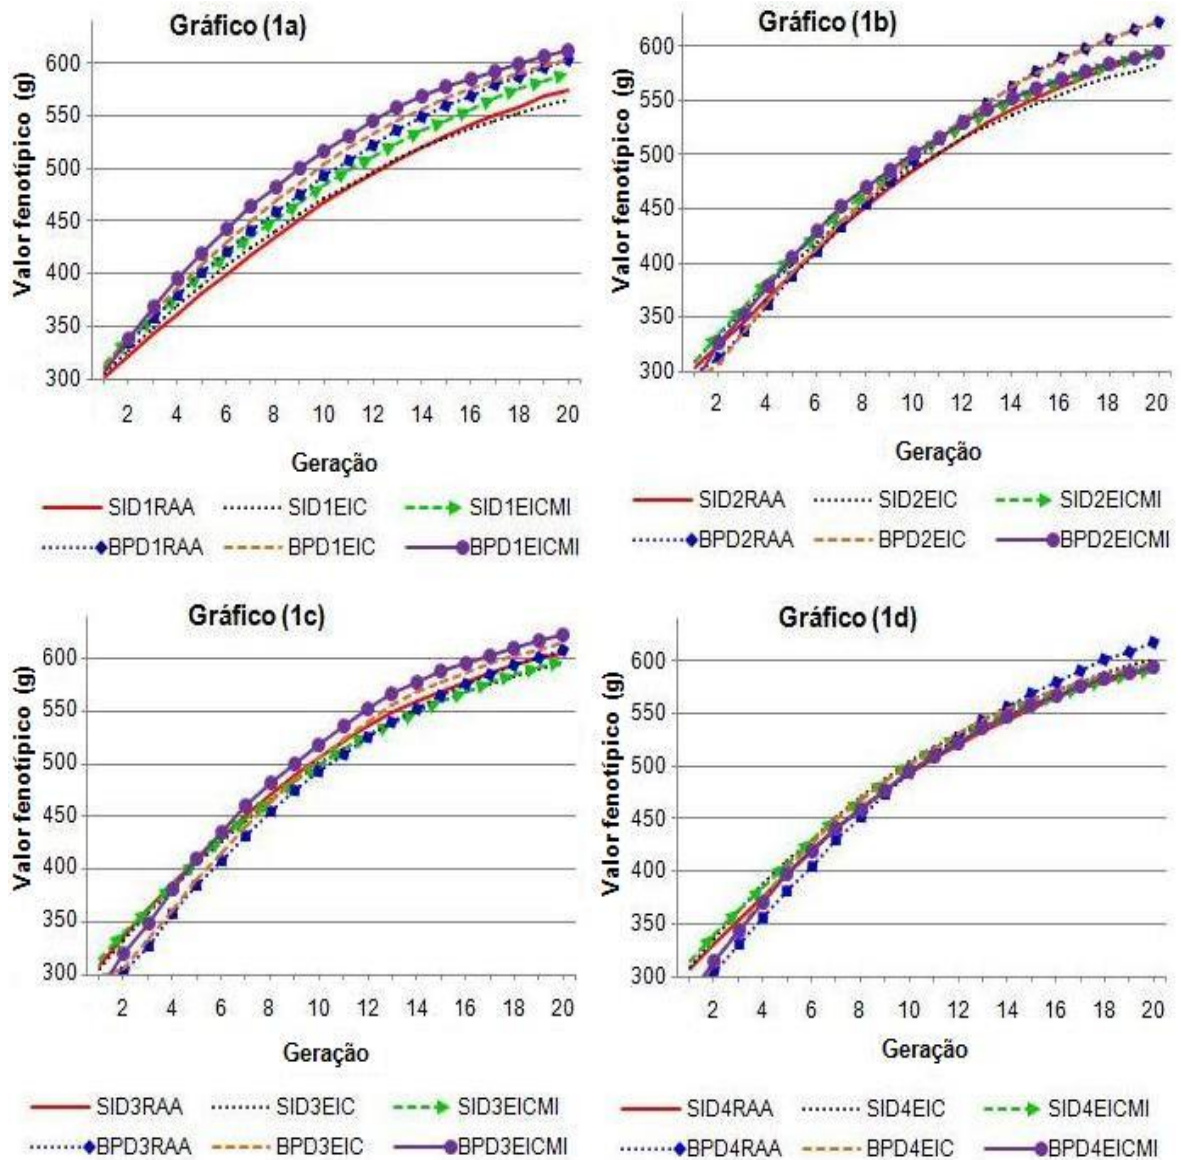 Gráfico (1a)
Valor fenotípico (g)
600
550
500
450
400
350
300
2 4 6 8 10 12 14 16 18 20
Geração
SID1RAA SID1EIC SID1EICMI
BPD1RAA BPD1EIC BPD1EICMI
Gráfico (1b)
Valor fenotípico (g)
600
550
500
450
400
350
300
2 4 6 8 10 12 14 16 18 20
Geração
SID2RAA SID2EIC SID2EICMI
BPD2RAA BPD2EIC BPD2EICMI
Gráfico (1c)
Valor fenotípico (g)
600
550
500
450
400
350
300
2 4 6 8 10 12 14 16 18 20
Geração
SID3RAA SID3EIC SID3EICMI
BPD3RAA BPD3EIC BPD3EICMI
Gráfico (1d)
Valor fenotípico (g)
600
550
500
450
400
350
300
2 4 6 8 10 12 14 16 18 20
Geração
SID4RAA SID4EIC SID4EICMI
BPD4RAA BPD4EIC BPD4EICMI